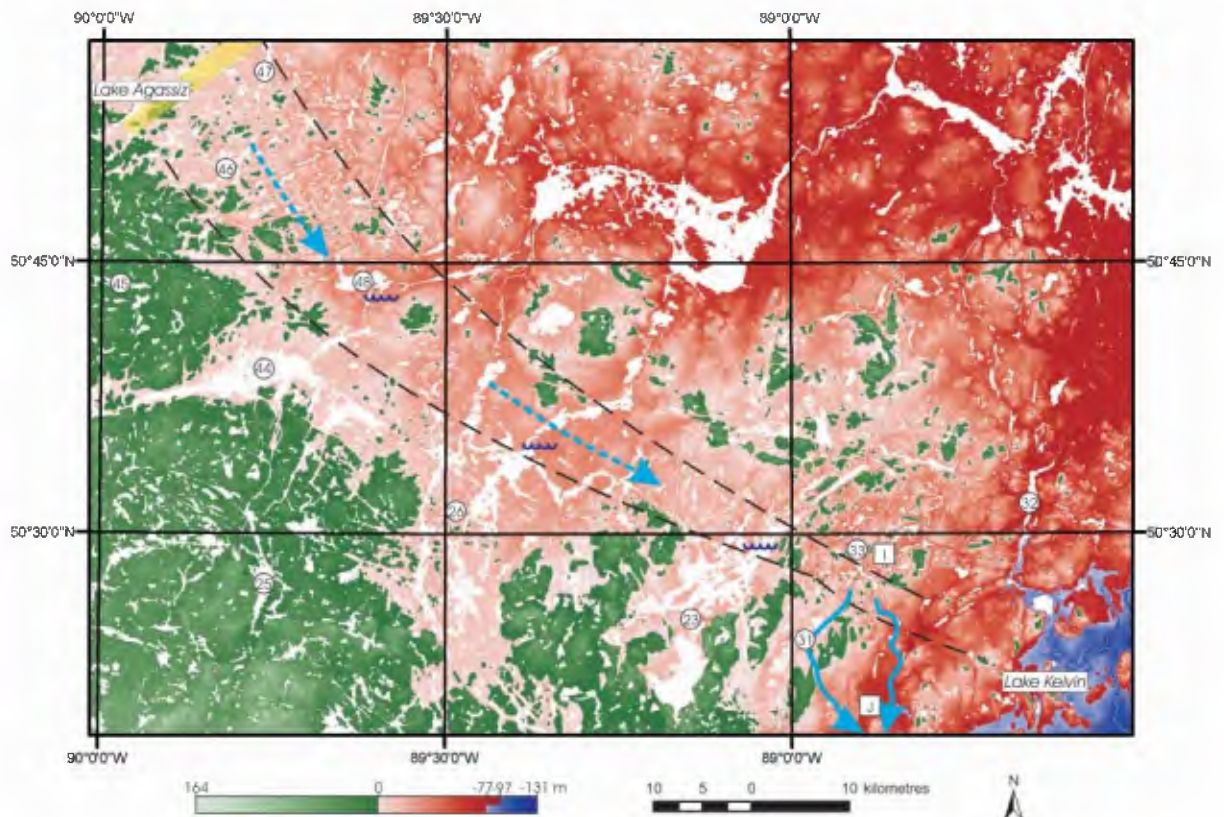 90°0'0"W 89°30'0"W 89°0'0"W
47
Lake Agassiz
46
50°45'0"N 50°45'0"N
45
48
44
26
32
50°30'0"N 50°30'0"N
33 I
25
23
31
Lake Kelvin
J
90°0'0"W 89°30'0"W 89°0'0"W
164 0 -77 -97 -131 m
10 5 0 10 kilometres
N